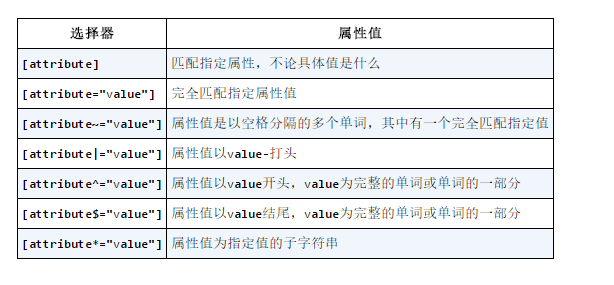 选择器 属性值
[attribute] 匹配指定属性，不论具体值是什么
[attribute="value"] 完全匹配指定属性值
[attribute~="value"] 属性值是以空格分隔的多个单词，其中有一个完全匹配指定值
[attribute|="value"] 属性值以value-打头
[attribute^="value"] 属性值以value开头，value为完整的单词或单词的一部分
[attribute$="value"] 属性值以value结尾，value为完整的单词或单词的一部分
[attribute*="value"] 属性值为指定值的子字符串